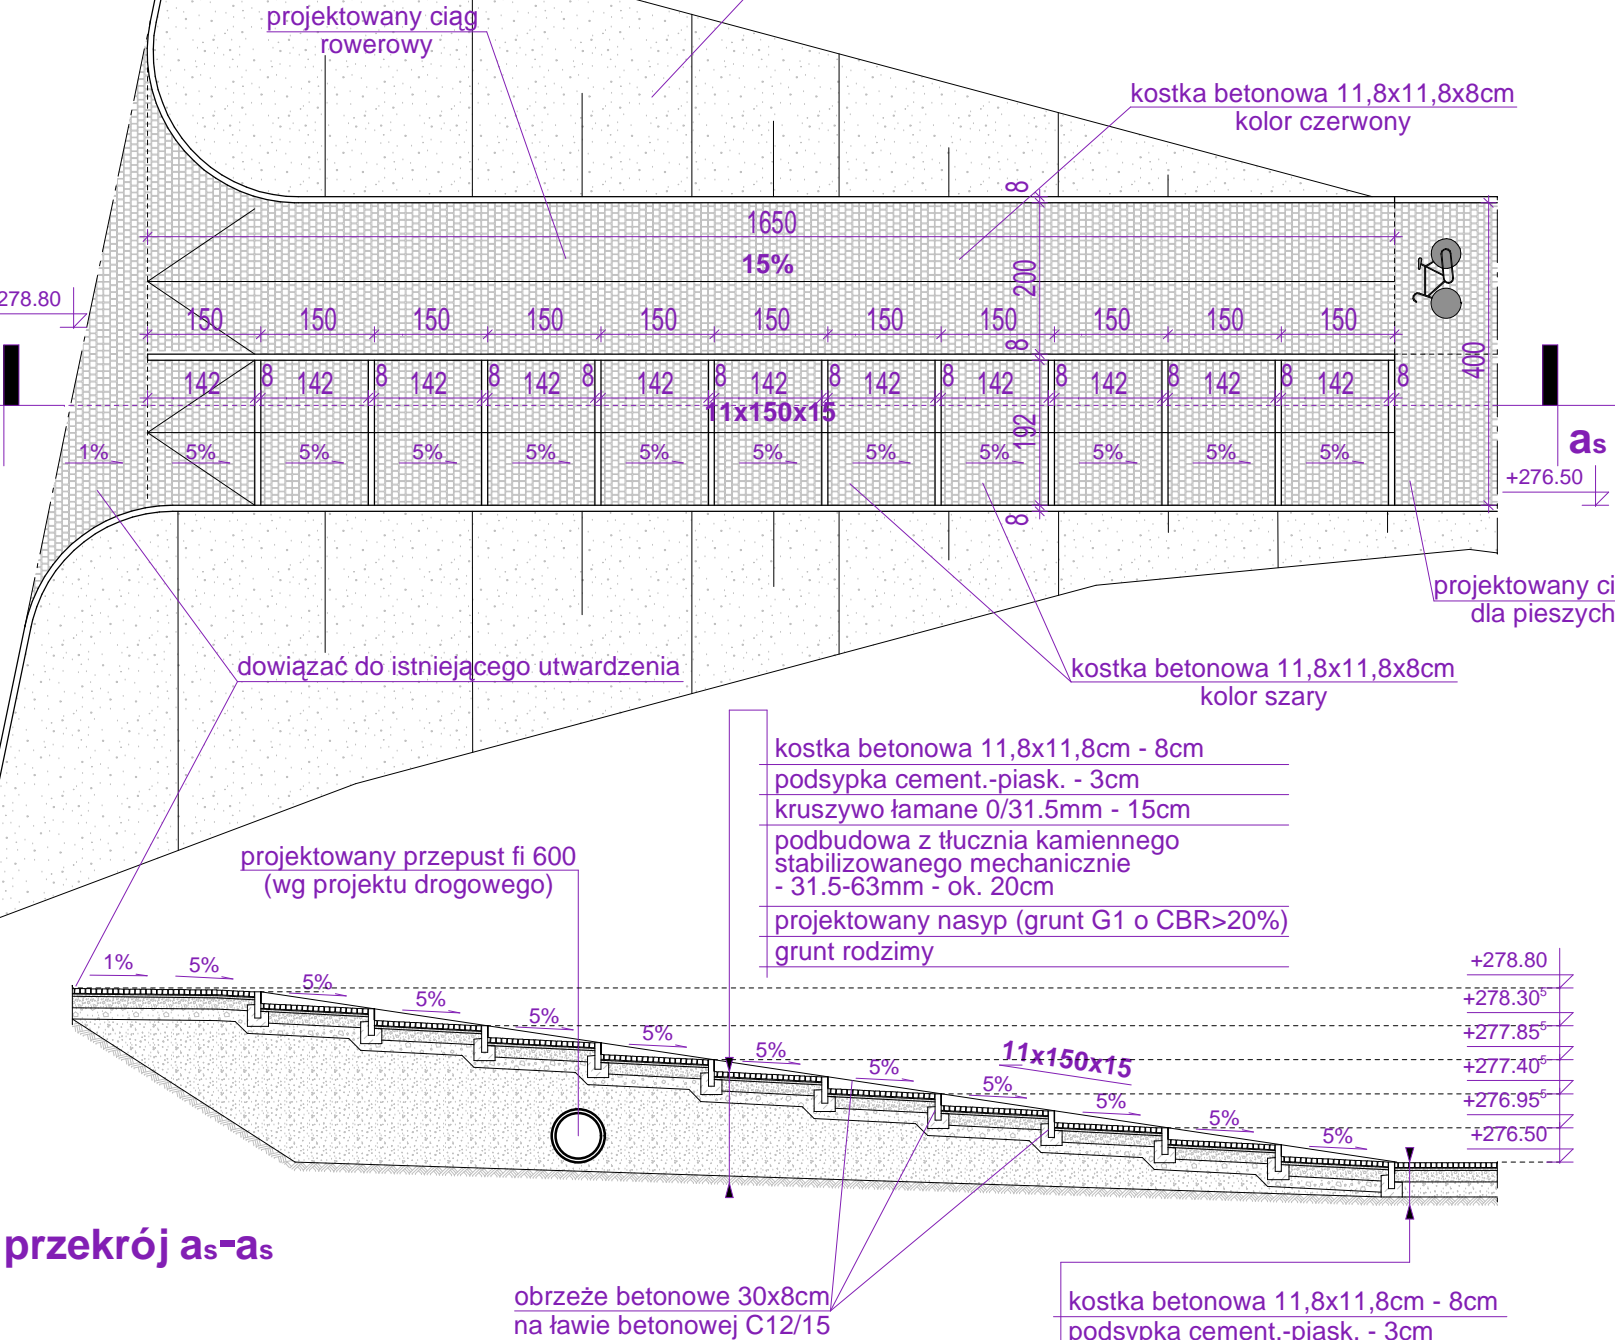 projektowany ciąg
rowerowy
kostka betonowa 11,8x11,8x8cm
kolor czerwony
8
1650
15%
200
278.80
150 150 150 150 150 150 150 150 150 150 150
8
400
142 8 142 8 142 8 142 8 142 8 142 8 142 8 142 8 142 8 142 8 142 8
11x150x15
192
1% 5% 5% 5% 5% 5% 5% 5% 5% 5% 5% 5%
as
+276.50
8
projektowany ci
dla pieszych
dowiązać do istniejącego utwardzenia
kostka betonowa 11,8x11,8x8cm
kolor szary
kostka betonowa 11,8x11,8cm - 8cm
podsypka cement.-piask. - 3cm
kruszywo łamane 0/31.5mm - 15cm
podbudowa z tłucznia kamiennego
stabilizowanego mechanicznie
- 31.5-63mm - ok. 20cm
projektowany nasyp (grunt G1 o CBR>20%)
grunt rodzimy
projektowany przepust fi 600
(wg projektu drogowego)
1% 5% 5% 5% 5% 5% 5% 5% 5% 5% 5% 5%
11x150x15
+278.80
+278.30⁵
+277.85⁵
+277.40⁵
+276.95⁵
+276.50
przekrój as-as
obrzeże betonowe 30x8cm
na ławie betonowej C12/15
kostka betonowa 11,8x11,8cm - 8cm
podsypka cement.-piask. - 3cm